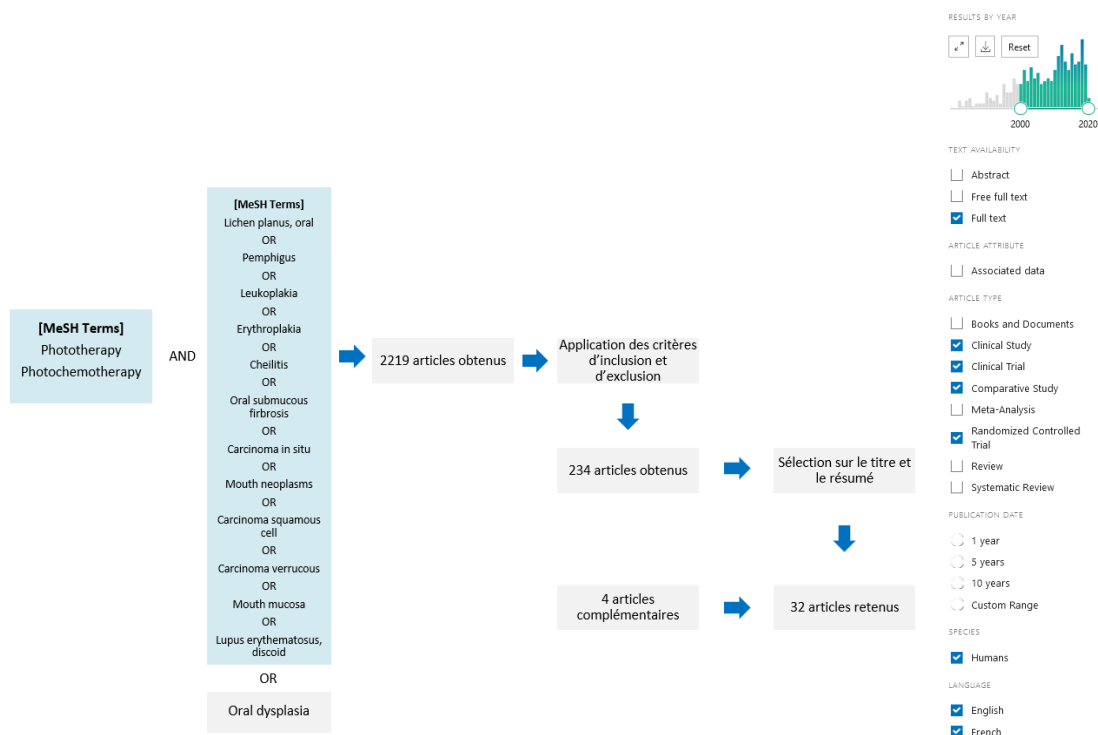 [MeSH Terms]
Phototherapy
Photochemotherapy
AND
[MeSH Terms]
Lichen planus, oral
OR
Pemphigus
OR
Leukoplakia
OR
Erythroplakia
OR
Cheilitis
OR
Oral submucous
firbrosis
OR
Carcinoma in situ
OR
Mouth neoplasms
OR
Carcinoma squamous
cell
OR
Carcinoma verrucous
OR
Mouth mucosa
OR
Lupus erythematosus,
discoid
OR
Oral dysplasia
2219 articles obtenus
Application des critères
d’inclusion et
d’exclusion
234 articles obtenus
Sélection sur le titre et
le résumé
4 articles
complémentaires
32 articles retenus
RESULTS BY YEAR
Reset
2000
2020
TEXT AVAILABILITY
Abstract
Free full text
Full text
ARTICLE ATTRIBUTE
Associated data
ARTICLE TYPE
Books and Documents
Clinical Study
Clinical Trial
Comparative Study
Meta-Analysis
Randomized Controlled
Trial
Review
Systematic Review
PUBLICATION DATE
1 year
5 years
10 years
Custom Range
SPECIES
Humans
LANGUAGE
English
French